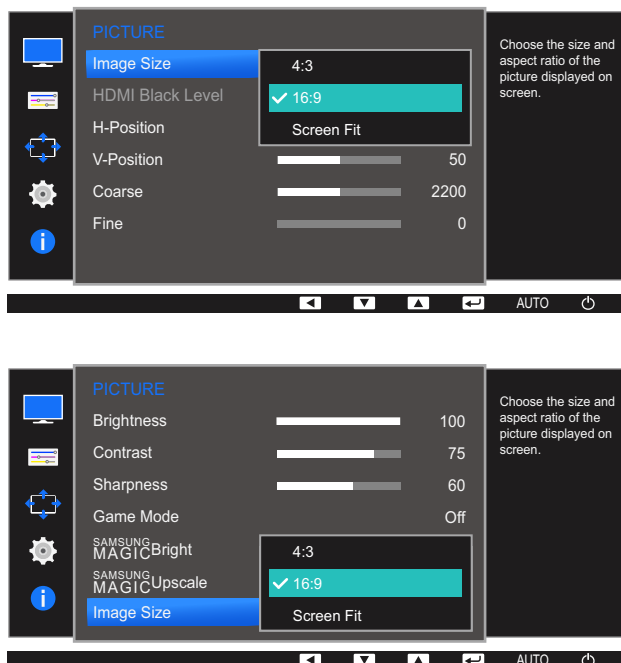 PICTURE
Image Size
4:3
HDMI Black Level
16:9
H-Position
Screen Fit
V-Position 50
Coarse 2200
Fine 0
Choose the size and
aspect ratio of the
picture displayed on
screen.
AUTO
PICTURE
Brightness 100
Contrast 75
Sharpness 60
Game Mode Off
SAMSUNG
MAGICBright
4:3
SAMSUNG
MAGICUpscale
16:9
Image Size
Screen Fit
Choose the size and
aspect ratio of the
picture displayed on
screen.
AUTO